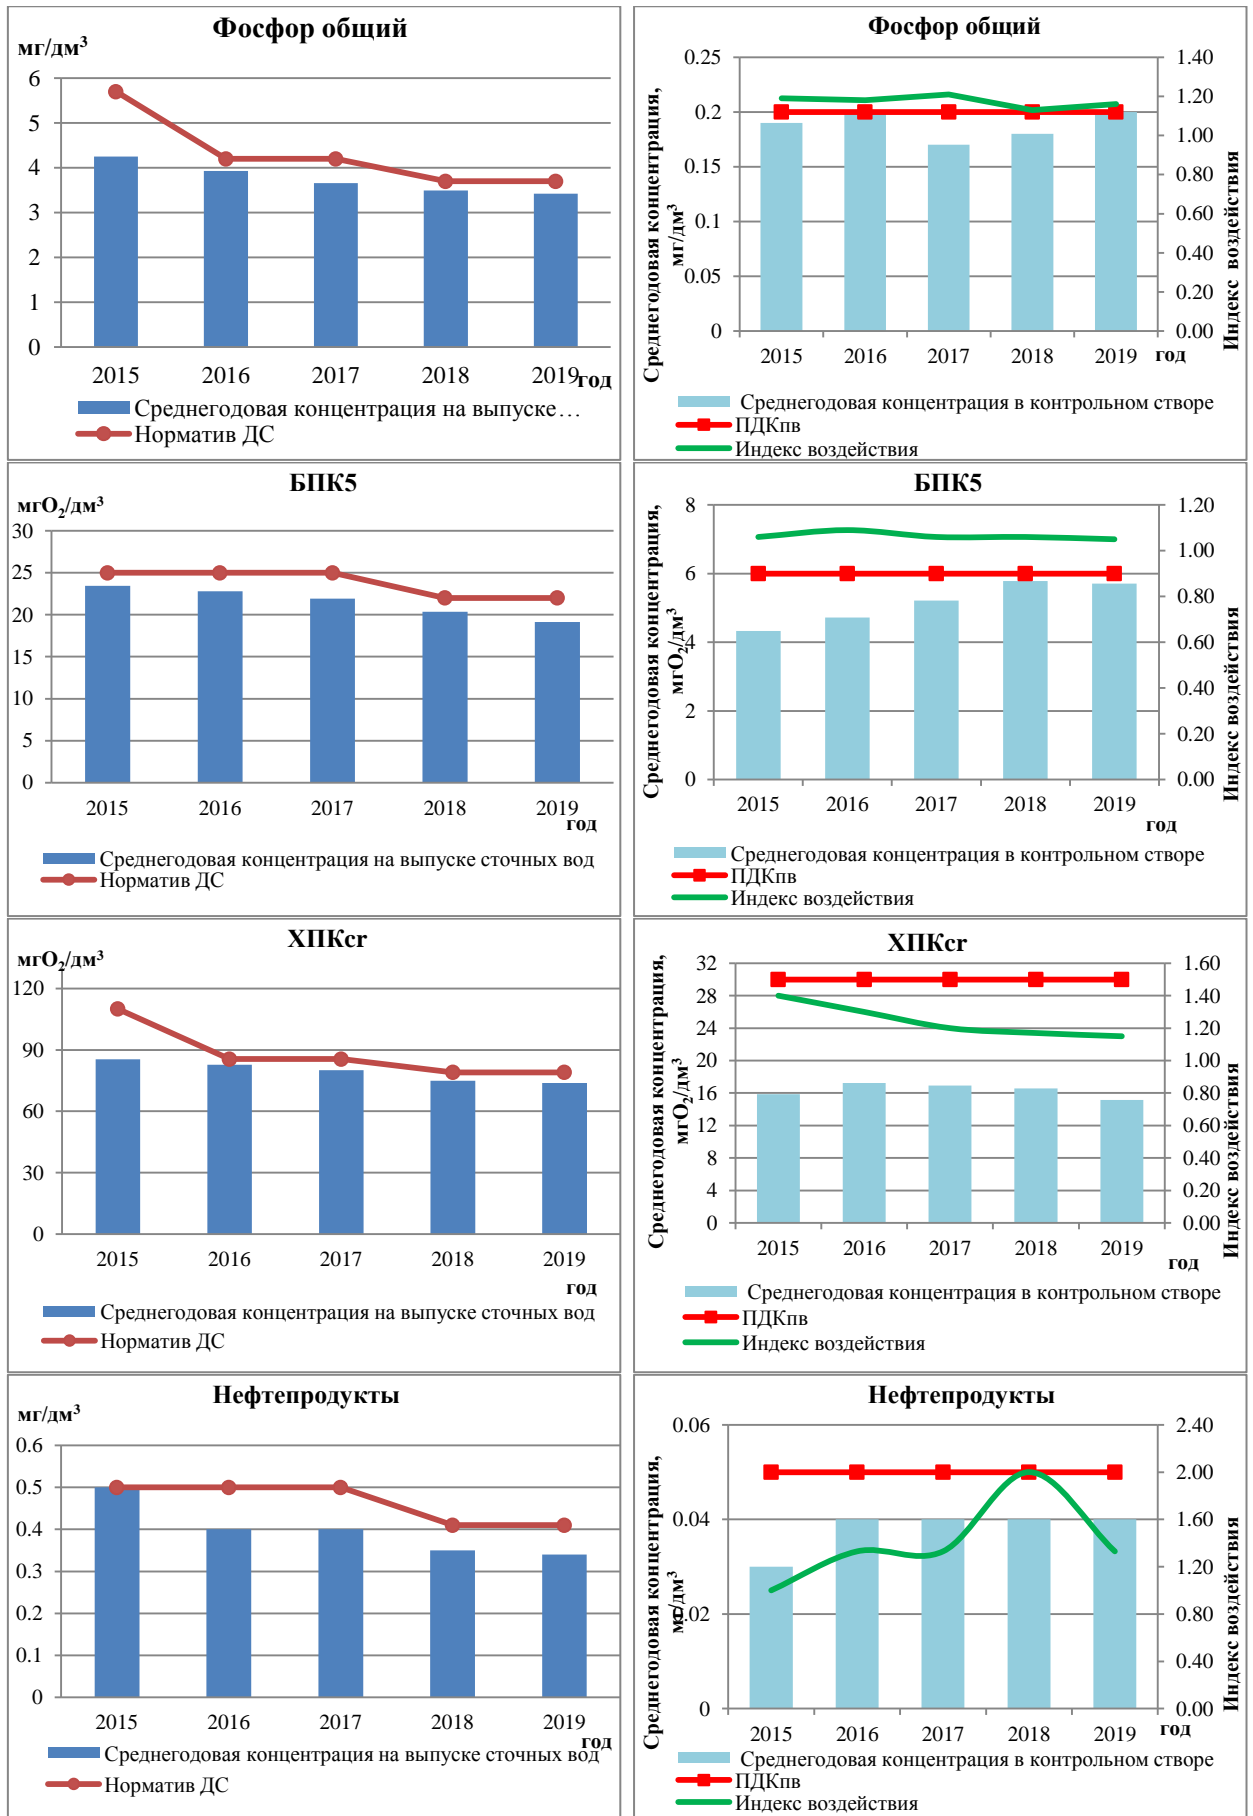 Фосфор общий
мг/дм³
6
5
4
3
2
1
0
2015 2016 2017 2018 2019 год
Среднегодовая концентрация на выпуске…
Норматив ДС
Фосфор общий
Среднегодовая концентрация,
мг/дм³
0.25
0.2
0.15
0.1
0.05
0
1.40
1.20
1.00
0.80
0.60
0.40
0.20
0.00
Индекс воздействия
2015 2016 2017 2018 2019 год
Среднегодовая концентрация в контрольном створе
ПДКпв
Индекс воздействия
БПК5
мгО₂/дм³
30
25
20
15
10
5
0
2015 2016 2017 2018 2019
год
Среднегодовая концентрация на выпуске сточных вод
Норматив ДС
БПК5
Среднегодовая концентрация,
мгО₂/дм³
8
6
4
2
0
1.20
1.00
0.80
0.60
0.40
0.20
0.00
Индекс воздействия
2015 2016 2017 2018 2019
год
Среднегодовая концентрация в контрольном створе
ПДКпв
Индекс воздействия
ХПКcr
мгО₂/дм³
120
90
60
30
0
2015 2016 2017 2018 2019
год
Среднегодовая концентрация на выпуске сточных вод
Норматив ДС
ХПКcr
Среднегодовая концентрация,
мгО₂/дм³
32
28
24
20
16
12
8
4
0
1.60
1.40
1.20
1.00
0.80
0.60
0.40
0.20
0.00
Индекс воздействия
2015 2016 2017 2018 2019
год
Среднегодовая концентрация в контрольном створе
ПДКпв
Индекс воздействия
Нефтепродукты
мг/дм³
0.6
0.5
0.4
0.3
0.2
0.1
0
2015 2016 2017 2018 2019
год
Среднегодовая концентрация на выпуске сточных вод
Норматив ДС
Нефтепродукты
Среднегодовая концентрация,
мг/дм³
0.06
0.04
0.02
0
2.40
2.00
1.60
1.20
0.80
0.40
0.00
Индекс воздействия
2015 2016 2017 2018 2019 год
Среднегодовая концентрация в контрольном створе
ПДКпв
Индекс воздействия